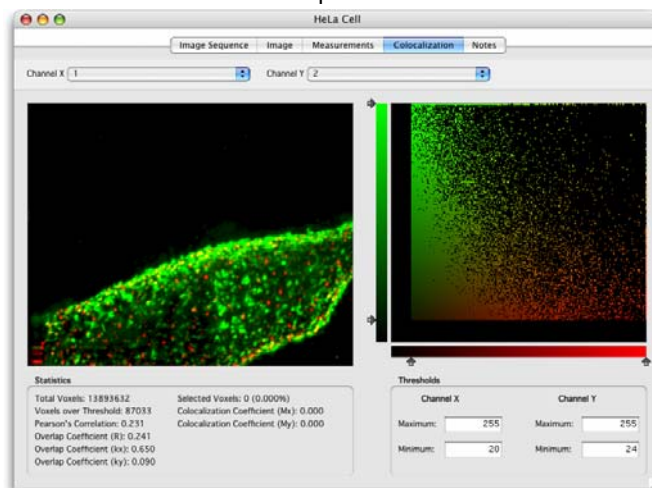 HeLa Cell
Image Sequence Image Measurements Colocalization Notes
Channel X 1 Channel Y 2
Statistics
Total Voxels: 13893632 Selected Voxels: 0 (0.000%)
Voxels over Threshold: 87033 Colocalization Coefficient (Mx): 0.000
Pearson's Correlation: 0.231 Colocalization Coefficient (My): 0.000
Overlap Coefficient (R): 0.241
Overlap Coefficient (kx): 0.650
Overlap Coefficient (ky): 0.090
Thresholds
Channel X Channel Y
Maximum: 255 Maximum: 255
Minimum: 20 Minimum: 24